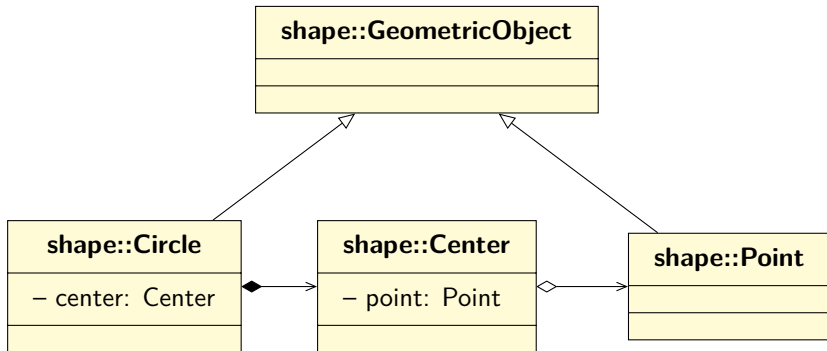 shape::GeometricObject
shape::Circle
– center: Center
shape::Center
– point: Point
shape::Point